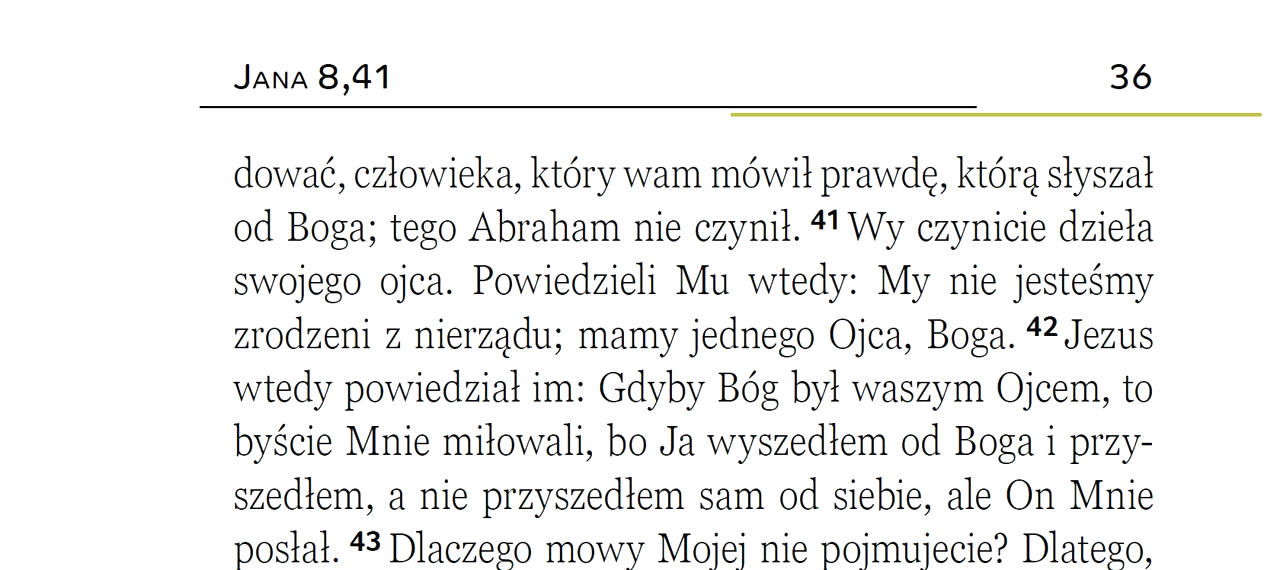 Jana 8,41 36
dować, człowieka, który wam mówił prawdę, którą słyszał
od Boga; tego Abraham nie czynił. 41 Wy czynicie dzieła
swojego ojca. Powiedzieli Mu wtedy: My nie jesteśmy
zrodzeni z nierządu; mamy jednego Ojca, Boga. 42 Jezus
wtedy powiedział im: Gdyby Bóg był waszym Ojcem, to
byście Mnie miłowali, bo Ja wyszedłem od Boga i przy-
szedłem, a nie przyszedłem sam od siebie, ale On Mnie
posłał. 43 Dlaczego mowy Mojej nie pojmujecie? Dlatego,